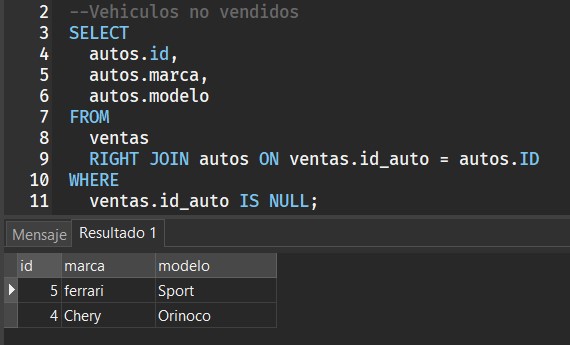 2 --Vehiculos no vendidos
3 SELECT
4 autos.id,
5 autos.marca,
6 autos.modelo
7 FROM
8 ventas
9 RIGHT JOIN autos ON ventas.id_auto = autos.ID
10 WHERE
11 ventas.id_auto IS NULL;
Mensaje Resultado 1
id marca modelo
5 ferrari Sport
4 Chery Orinoco